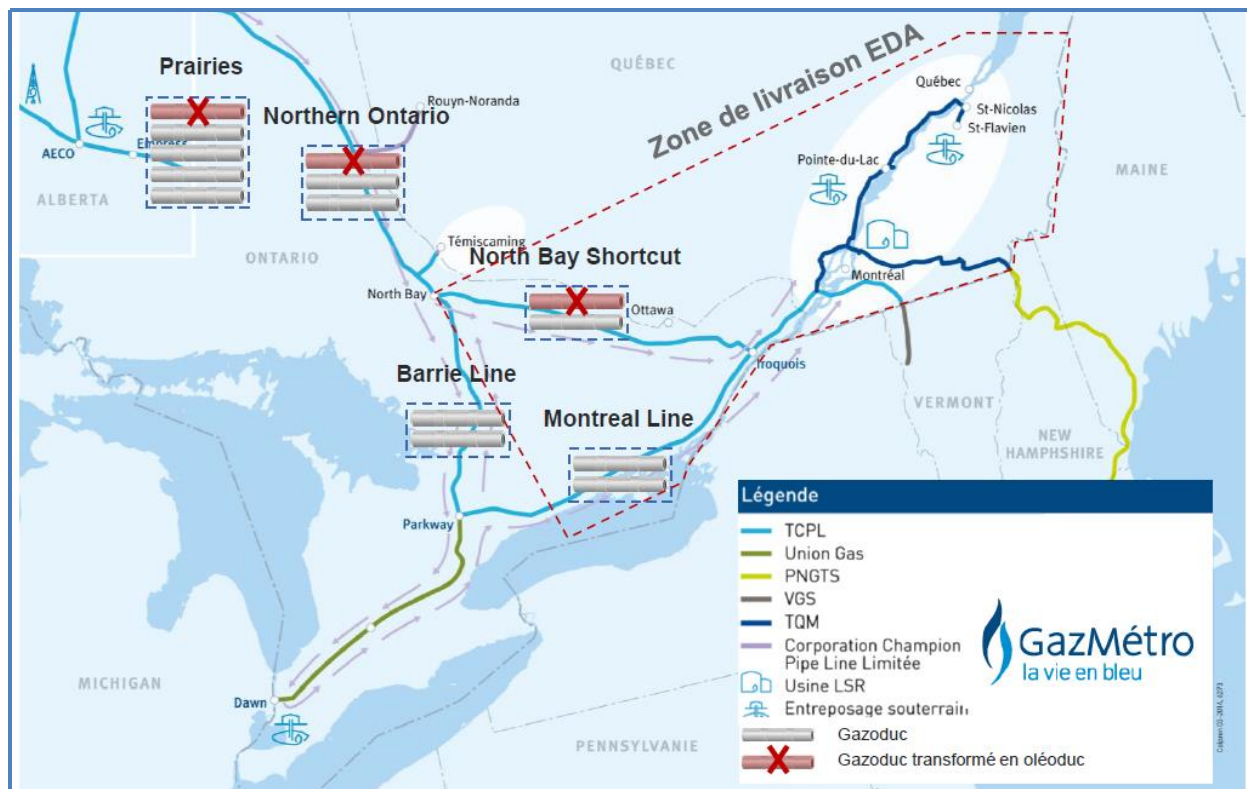 Zone de livraison EDA
QUÉBEC
Prairies
Northern Ontario
Rouyn-Noranda
AECO
Empress
ALBERTA
Québec
St-Nicolas
St-Flavien
Pointe-du-Lac
MAINE
ONTARIO
Témiscaming
North Bay Shortcut
Montréal
North Bay
Ottawa
Iroquois
Barrie Line
Montreal Line
VERMONT
NEW
HAMPHSHIRE
Parkway
MICHIGAN
Dawn
PENNSYLVANIE
Légende
TCPL
Union Gas
PNGTS
VGS
TQM
Corporation Champion
Pipe Line Limitée
Usine LSR
Entreposage souterrain
Gazoduc
Gazoduc transformé en oléoduc
GazMétro
la vie en bleu